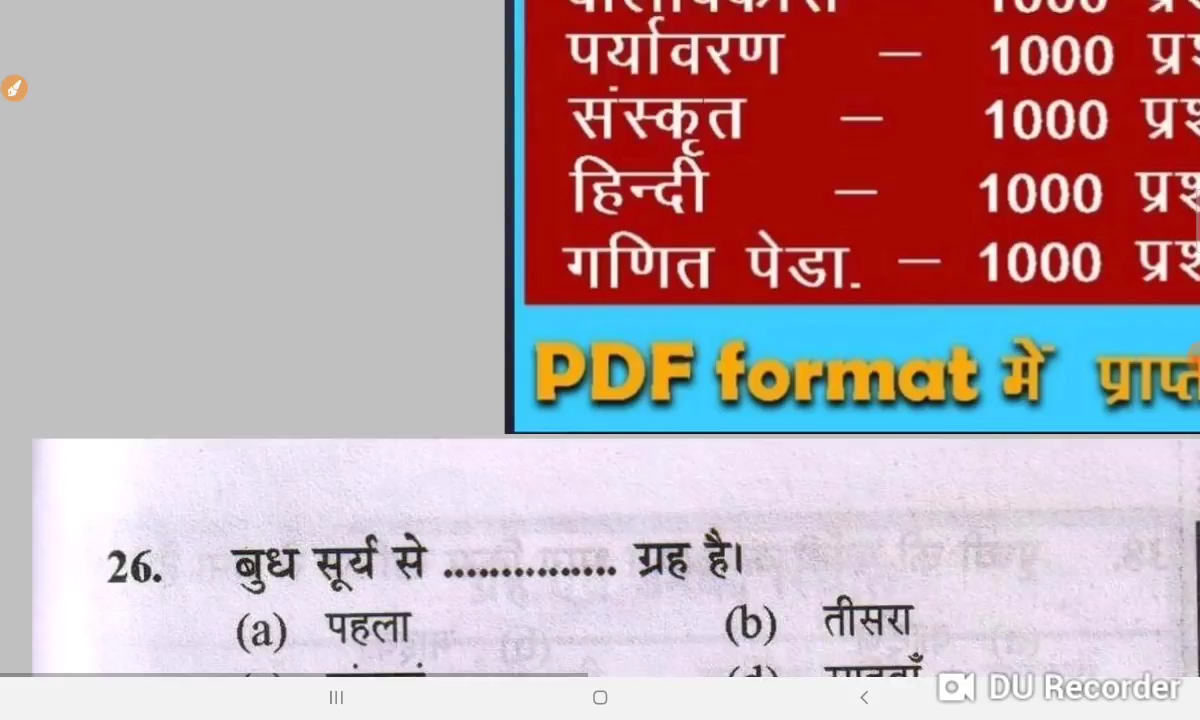 पर्यावरण – 1000
संस्कृत – 1000
हिन्दी – 1000
गणित पेडा. – 1000
PDF format में
26. बुध सूर्य से ............... ग्रह है।
(a) पहला (b) तीसरा
DU Recorder